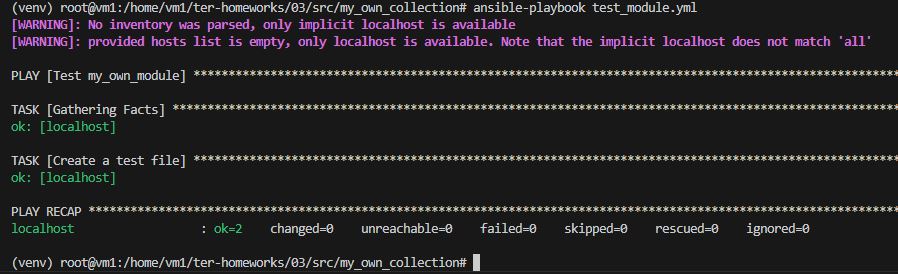 (venv) root@vm1:/home/vm1/ter-homeworks/03/src/my_own_collection# ansible-playbook test_module.yml
[WARNING]: No inventory was parsed, only implicit localhost is available
[WARNING]: provided hosts list is empty, only localhost is available. Note that the implicit localhost does not match 'all'
PLAY [Test my_own_module] *****************************************************************************************************
TASK [Gathering Facts] ********************************************************************************************************
ok: [localhost]
TASK [Create a test file] *****************************************************************************************************
ok: [localhost]
PLAY RECAP ********************************************************************************************************************
localhost                  : ok=2    changed=0    unreachable=0    failed=0    skipped=0    rescued=0    ignored=0
(venv) root@vm1:/home/vm1/ter-homeworks/03/src/my_own_collection#